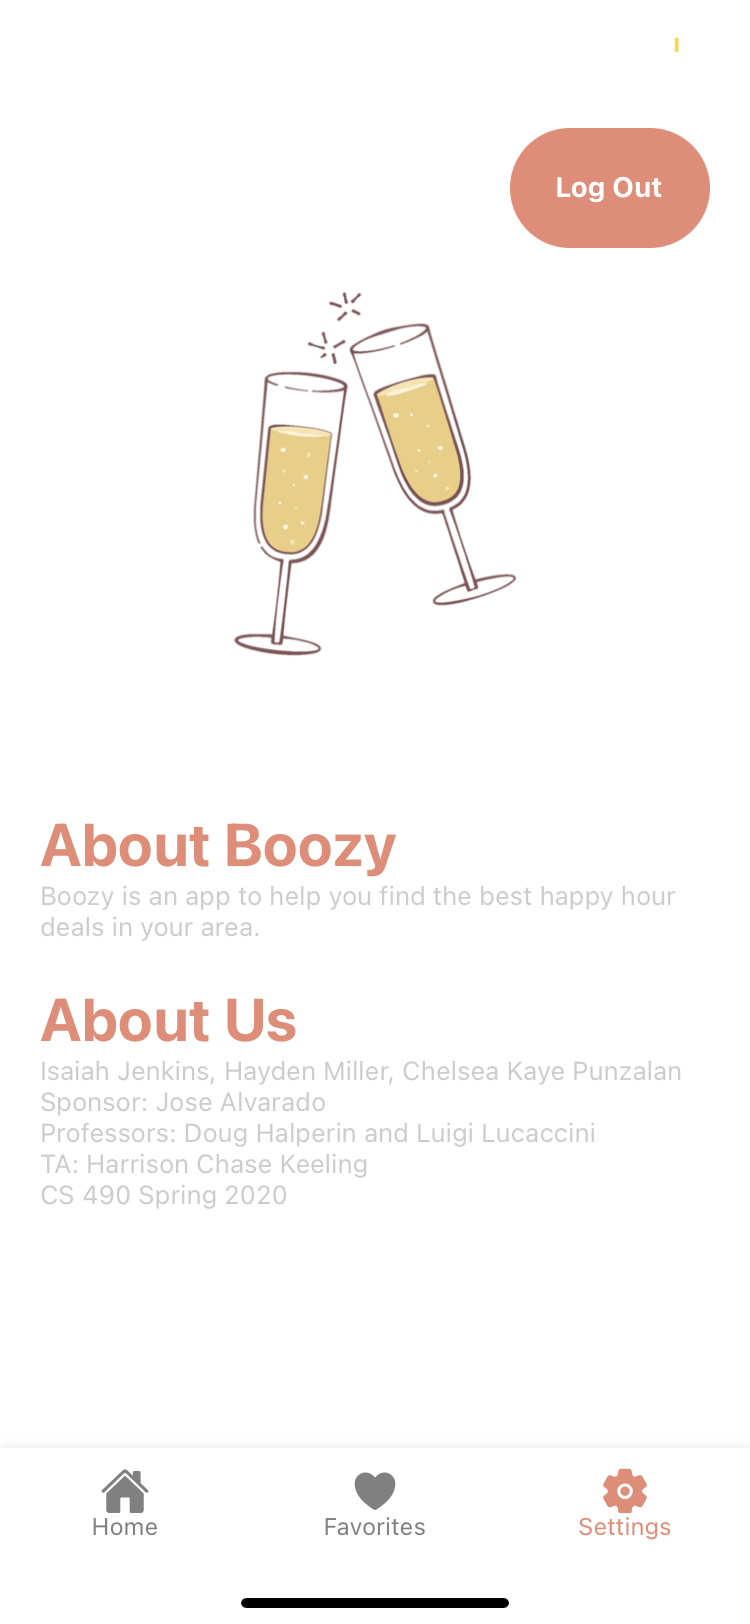 Log Out
About Boozy
Boozy is an app to help you find the best happy hour
deals in your area.
About Us
Isaiah Jenkins, Hayden Miller, Chelsea Kaye Punzalan
Sponsor: Jose Alvarado
Professors: Doug Halperin and Luigi Lucaccini
TA: Harrison Chase Keeling
CS 490 Spring 2020
Home
Favorites
Settings